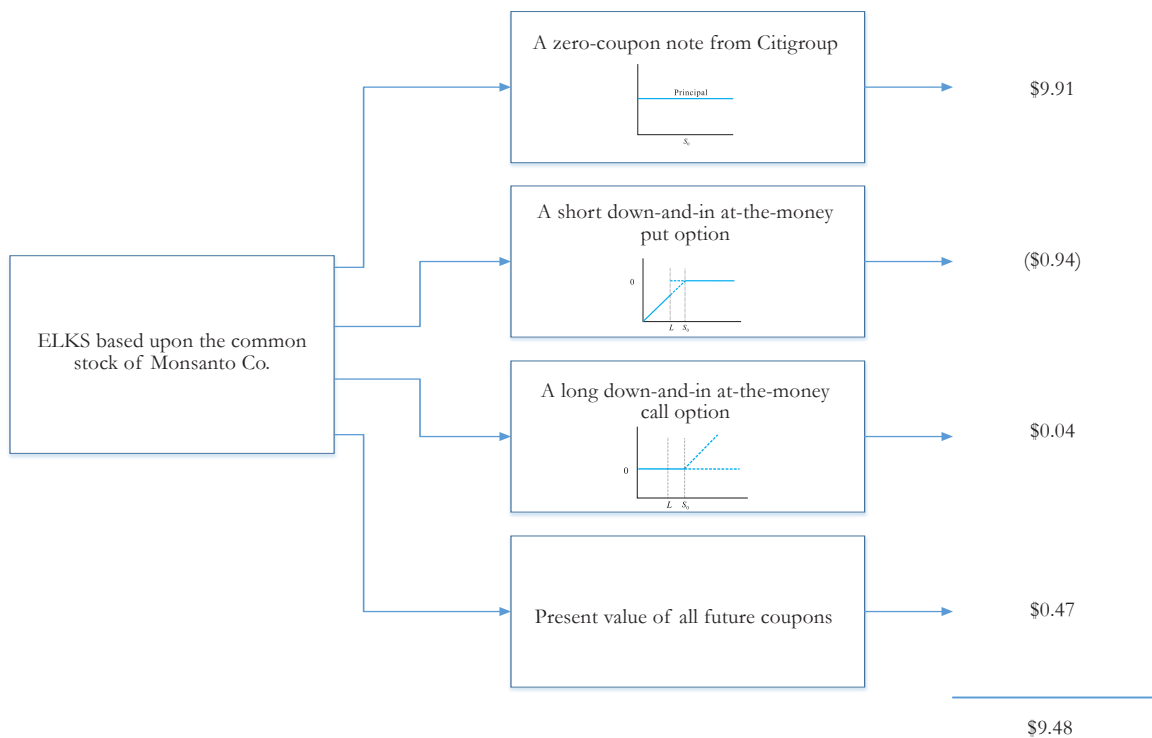 A zero-coupon note from Citigroup
Principal
S₀
$9.91
A short down-and-in at-the-money
put option
0
L S₀
($0.94)
ELKS based upon the common
stock of Monsanto Co.
A long down-and-in at-the-money
call option
0
L S₀
$0.04
Present value of all future coupons
$0.47
$9.48